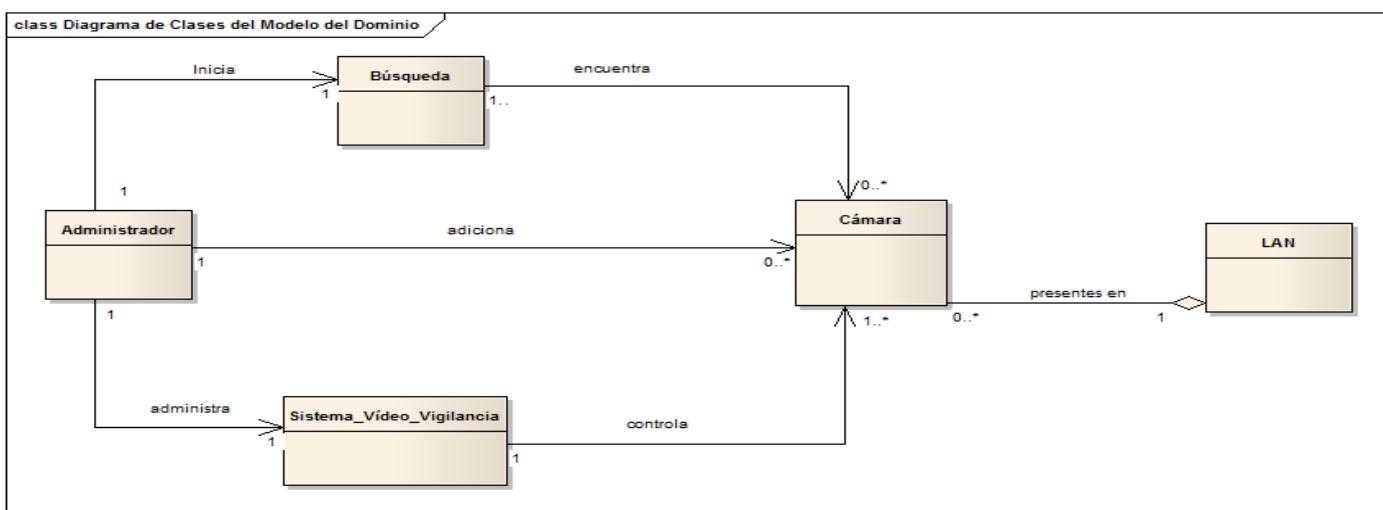 class Diagrama de Clases del Modelo del Dominio
Inicia
1
Búsqueda
encuentra
1..
0..*
1
Administrador
1
adiciona
0..*
Cámara
LAN
1
1..*
0..*
presentes en
1
administra
1
Sistema_Vídeo_Vigilancia
1
controla